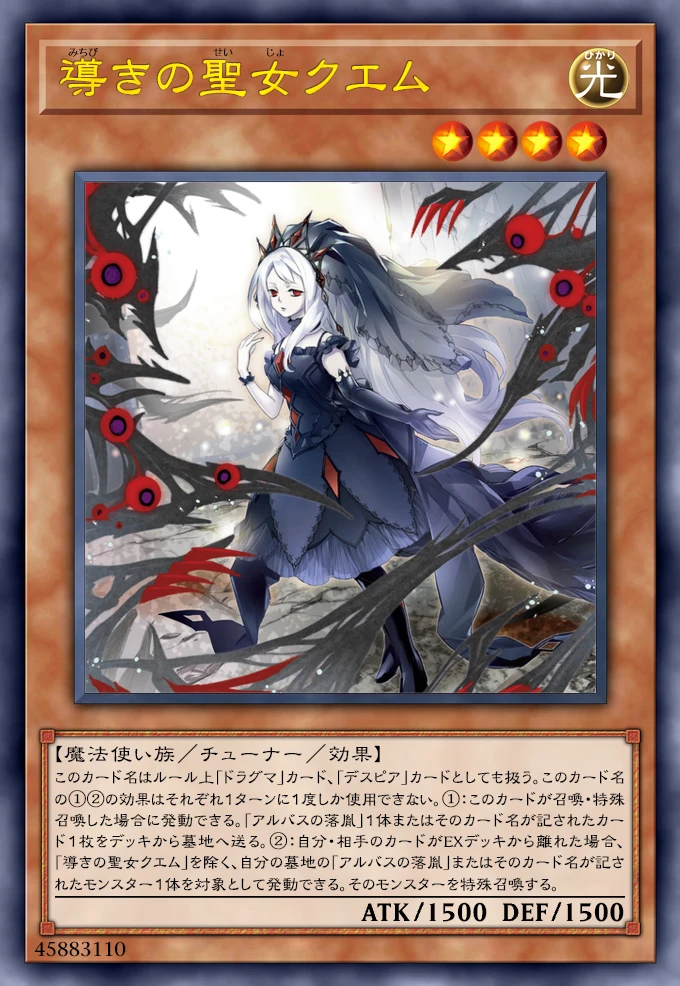 みちび せい じょ
導きの聖女クエム
ひかり
光
【魔法使い族／チューナー／効果】
このカード名はルール上「ドラグマ」カード、「デスピア」カードとしても扱う。このカード名
の①②の効果はそれぞれ1ターンに1度しか使用できない。①：このカードが召喚・特殊
召喚した場合に発動できる。「アルバスの落胤」1体またはそのカード名が記されたカー
ド1枚をデッキから墓地へ送る。②：自分・相手のカードがEXデッキから離れた場合、
「導きの聖女クエム」を除く、自分の墓地の「アルバスの落胤」またはそのカード名が記さ
れたモンスター1体を対象として発動できる。そのモンスターを特殊召喚する。
ATK/1500 DEF/1500
45883110